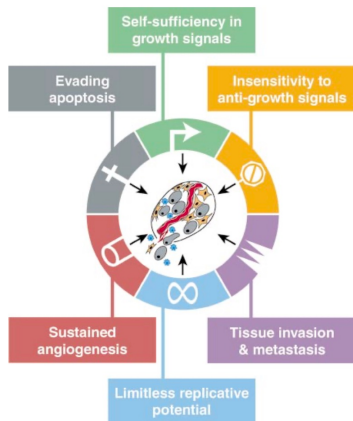 Self-sufficiency in
growth signals
Evading
apoptosis
Insensitivity to
anti-growth signals
Sustained
angiogenesis
Tissue invasion
& metastasis
Limitless replicative
potential